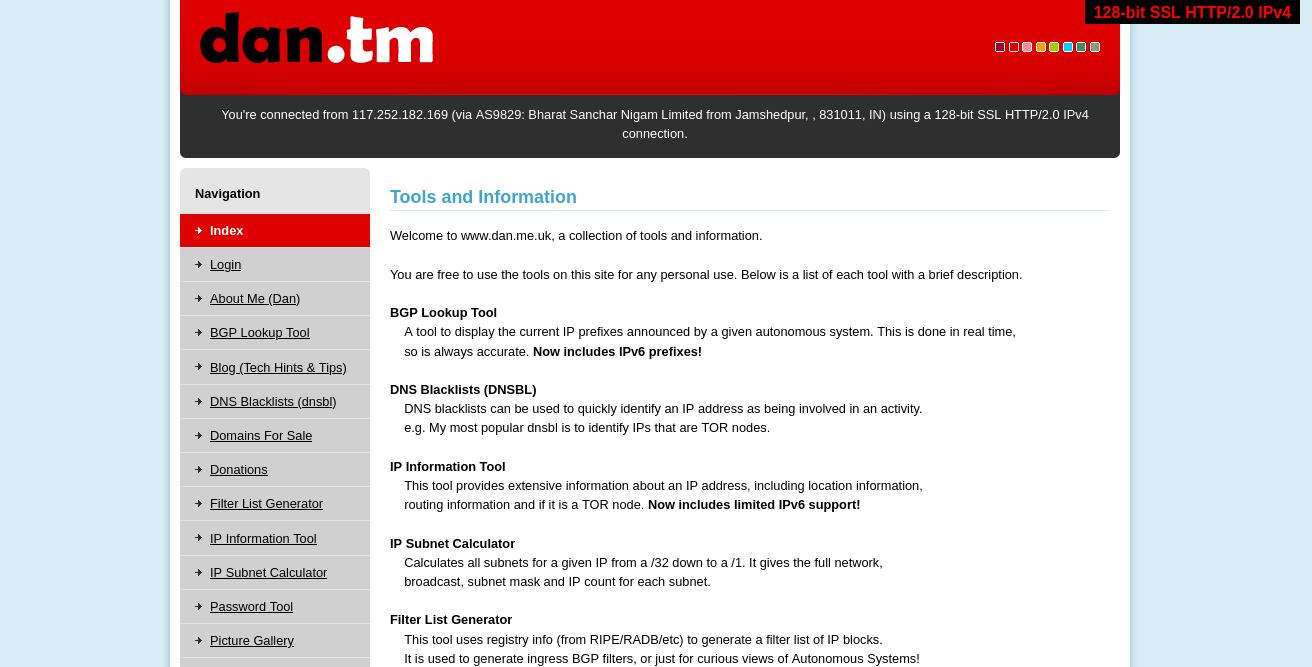 128-bit SSL HTTP/2.0 IPv4
dan.tm
You're connected from 117.252.182.169 (via AS9829: Bharat Sanchar Nigam Limited from Jamshedpur, , 831011, IN) using a 128-bit SSL HTTP/2.0 IPv4
connection.
Navigation
Index
Login
About Me (Dan)
BGP Lookup Tool
Blog (Tech Hints & Tips)
DNS Blacklists (dnsbl)
Domains For Sale
Donations
Filter List Generator
IP Information Tool
IP Subnet Calculator
Password Tool
Picture Gallery
Tools and Information
Welcome to www.dan.me.uk, a collection of tools and information.
You are free to use the tools on this site for any personal use. Below is a list of each tool with a brief description.
BGP Lookup Tool
A tool to display the current IP prefixes announced by a given autonomous system. This is done in real time,
so is always accurate. Now includes IPv6 prefixes!
DNS Blacklists (DNSBL)
DNS blacklists can be used to quickly identify an IP address as being involved in an activity.
e.g. My most popular dnsbl is to identify IPs that are TOR nodes.
IP Information Tool
This tool provides extensive information about an IP address, including location information,
routing information and if it is a TOR node. Now includes limited IPv6 support!
IP Subnet Calculator
Calculates all subnets for a given IP from a /32 down to a /1. It gives the full network,
broadcast, subnet mask and IP count for each subnet.
Filter List Generator
This tool uses registry info (from RIPE/RADB/etc) to generate a filter list of IP blocks.
It is used to generate ingress BGP filters, or just for curious views of Autonomous Systems!